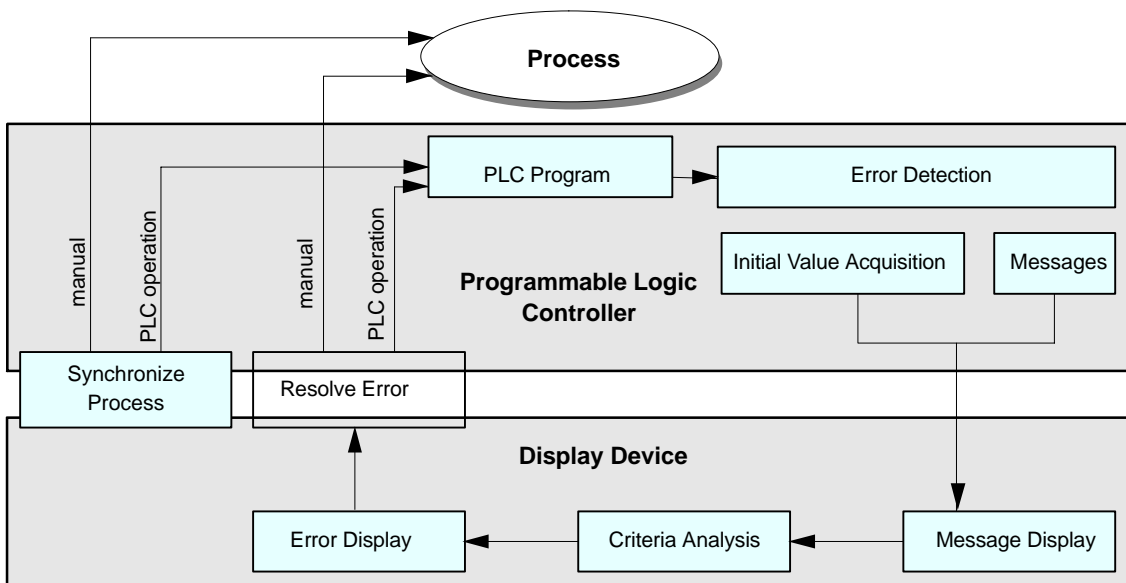 Process
PLC Program
Error Detection
manual
PLC operation
manual
PLC operation
Initial Value Acquisition
Messages
Programmable Logic
Controller
Synchronize
Process
Resolve Error
Display Device
Error Display
Criteria Analysis
Message Display